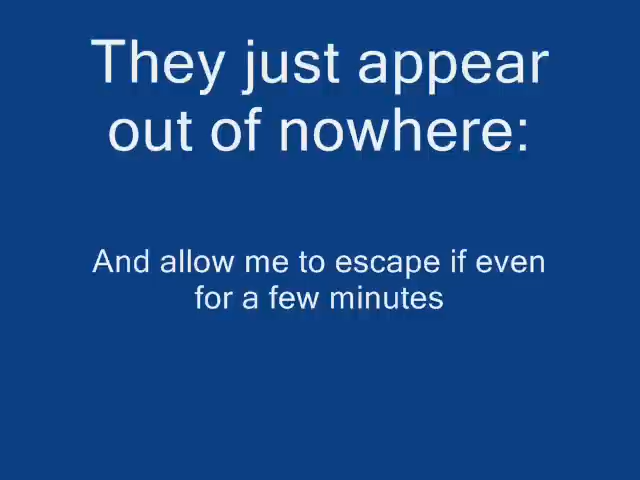 They just appear
out of nowhere:
And allow me to escape if even
for a few minutes